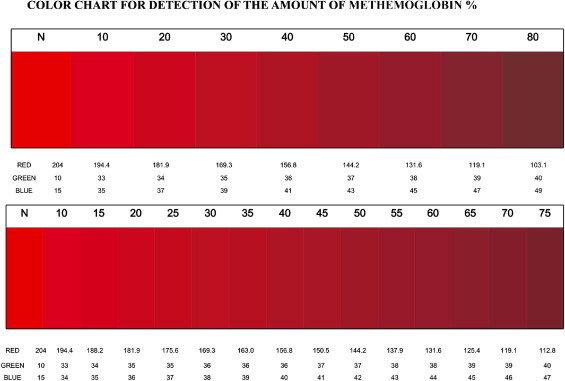 COLOR CHART FOR DETECTION OF THE AMOUNT OF METHEMOGLOBIN %
N 10 20 30 40 50 60 70 80
RED 204 194.4 181.9 169.3 156.8 144.2 131.6 119.1 103.1
GREEN 10 33 34 35 36 37 38 39 40
BLUE 15 35 37 39 41 43 45 47 49
N 10 15 20 25 30 35 40 45 50 55 60 65 70 75
RED 204 194.4 188.2 181.9 175.6 169.3 163.0 156.8 150.5 144.2 137.9 131.6 125.4 119.1 112.8
GREEN 10 33 34 35 35 36 36 36 37 37 38 38 39 39 40
BLUE 15 34 35 36 37 38 39 40 41 42 43 44 45 46 47